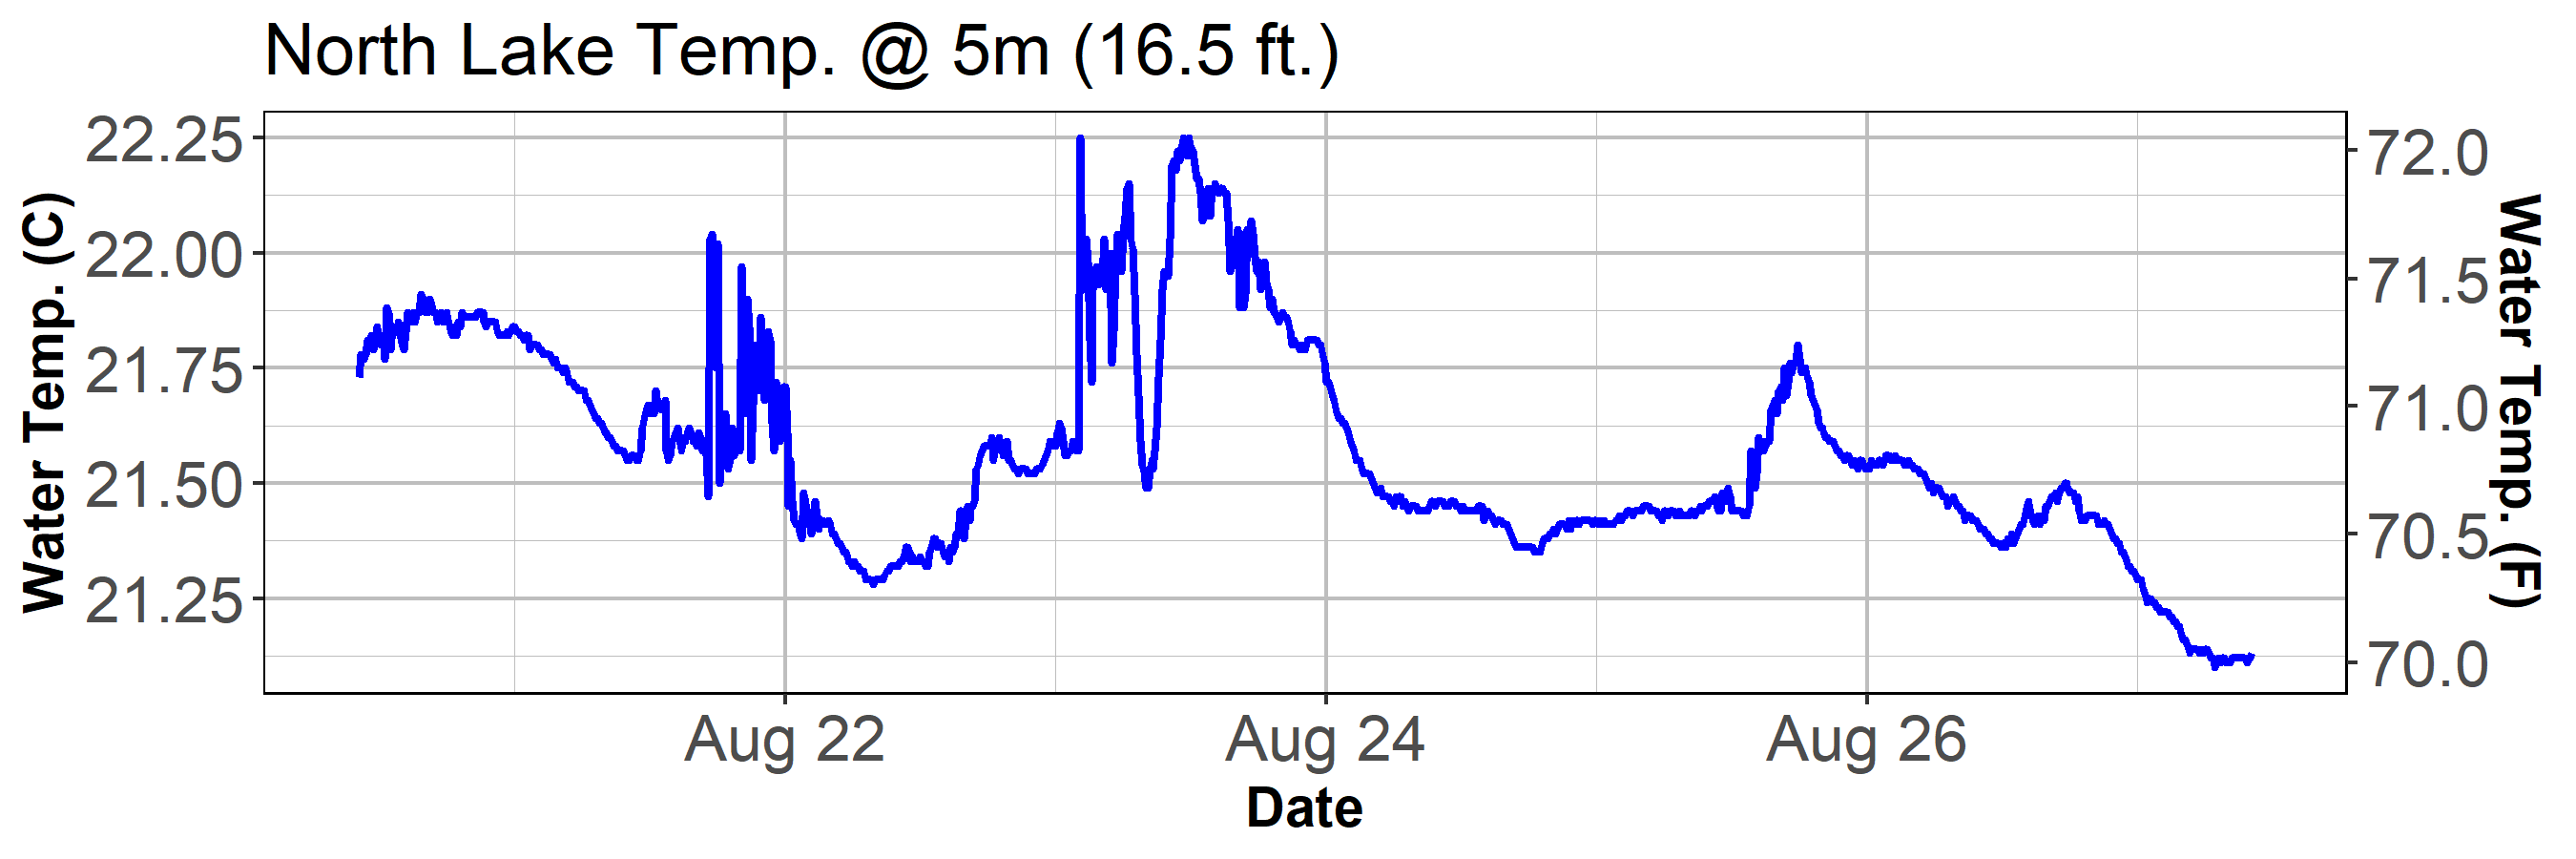 North Lake Temp. @ 5m (16.5 ft.)
Water Temp. (C)
22.25
22.00
21.75
21.50
21.25
72.0
71.5
71.0
70.5
70.0
Water Temp. (F)
Aug 22
Aug 24
Aug 26
Date